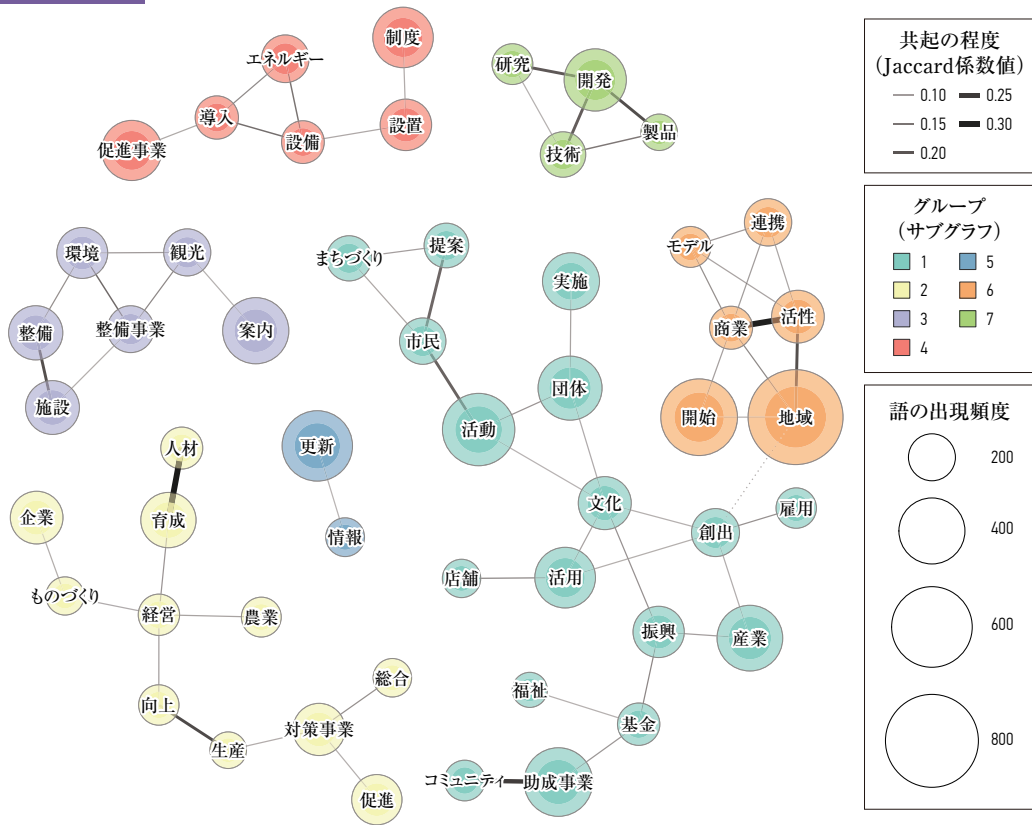 制度
エネルギー
導入
設備
設置
促進事業
研究
開発
製品
技術
環境
観光
整備
整備事業
案内
施設
まちづくり
提案
市民
実施
団体
活動
連携
モデル
活性
商業
開始
地域
人材
育成
企業
ものづくり
経営
農業
向上
生産
総合
対策事業
促進
更新
情報
文化
雇用
創出
店舗
活用
振興
産業
福祉
基金
コミュニティ
助成事業
共起の程度
(Jaccard係数値)
0.10 0.25
0.15 0.30
0.20
グループ
(サブグラフ)
1 5
2 6
3 7
4
語の出現頻度
200
400
600
800